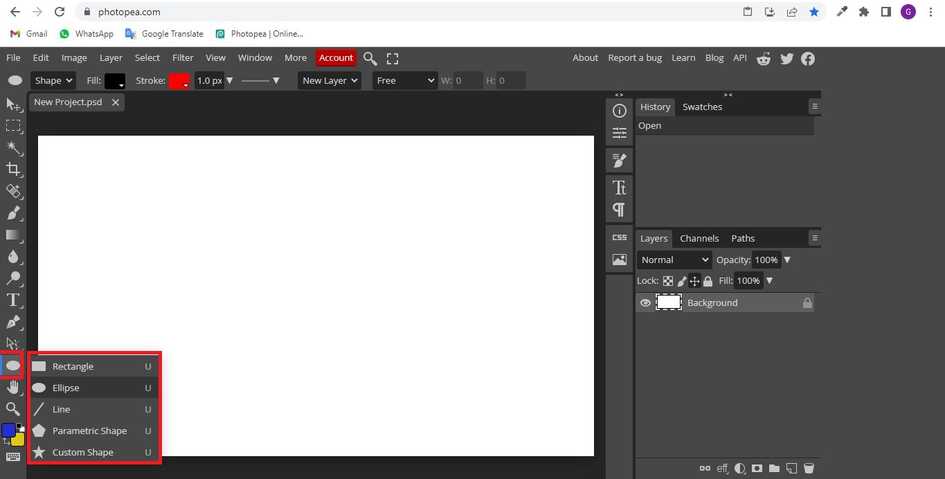 photopea.com
G
Gmail WhatsApp Google Translate Photopea | Online...
File Edit Image Layer Select Filter View Window More Account About Report a bug Learn Blog API
Shape Fill: Stroke: 1.0 px New Layer Free W: 0 H: 0
New Project.psd
History Swatches
Open
CSS
Layers Channels Paths
Normal Opacity: 100%
Lock: Fill: 100%
Background
Rectangle U
Ellipse U
Line U
Parametric Shape U
Custom Shape U
eff